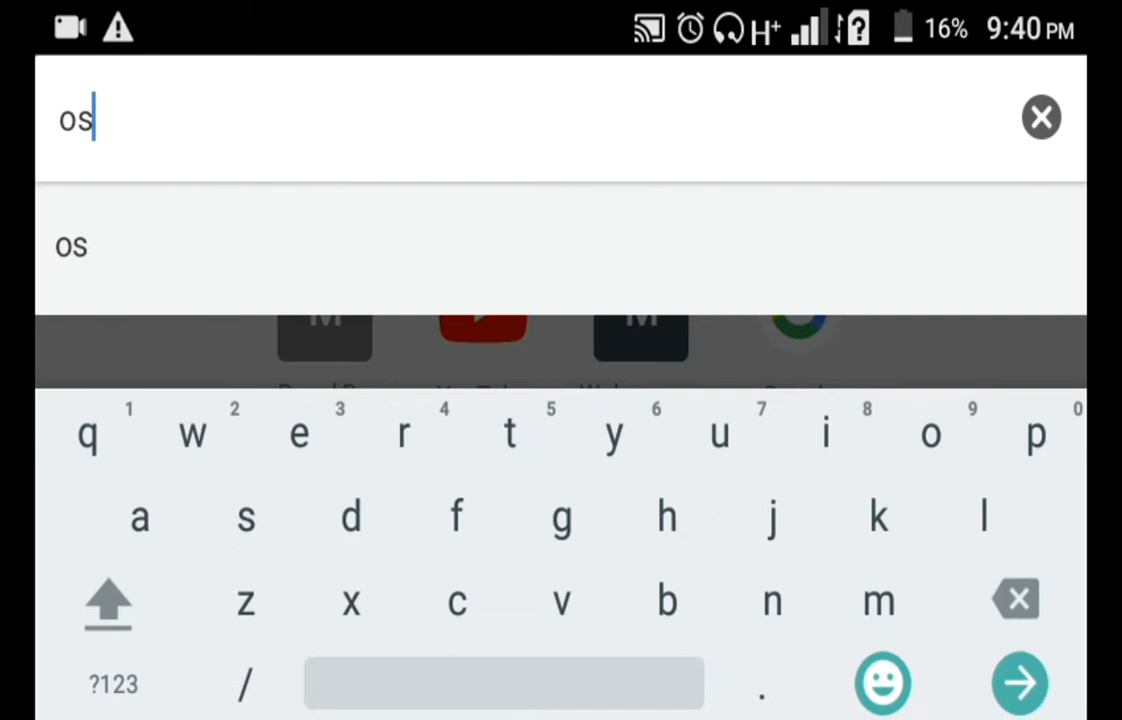 H+ 16% 9:40 PM
os
os
M M
1 2 3 4 5 6 7 8 9 0
q w e r t y u i o p
a s d f g h j k l
z x c v b n m
?123 / .